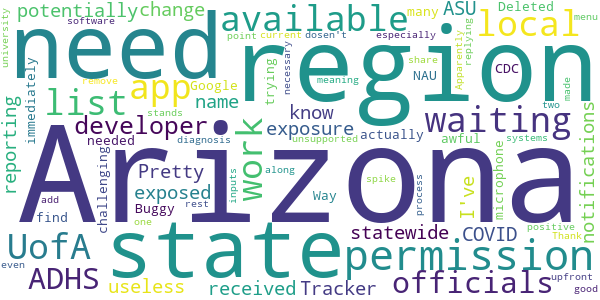 software
potentially change available ASU many Deleted menu
point current dosen't especially
university
need region local
share Apparently replying
necessary made
immediately list app Google trying NAU CDC
meaning two
reporting name remove
waiting
developer know awful notifications
needed stands exposure actually unsupported systems
work diagnosis
Arizona
challenging Pretty I've microphone
along process
exposed Way inputs
add rest spike
find Buggy statewide COVID positive
one
UofA state permission Thank
even
ADHS useless received Tracker officials upfront
good